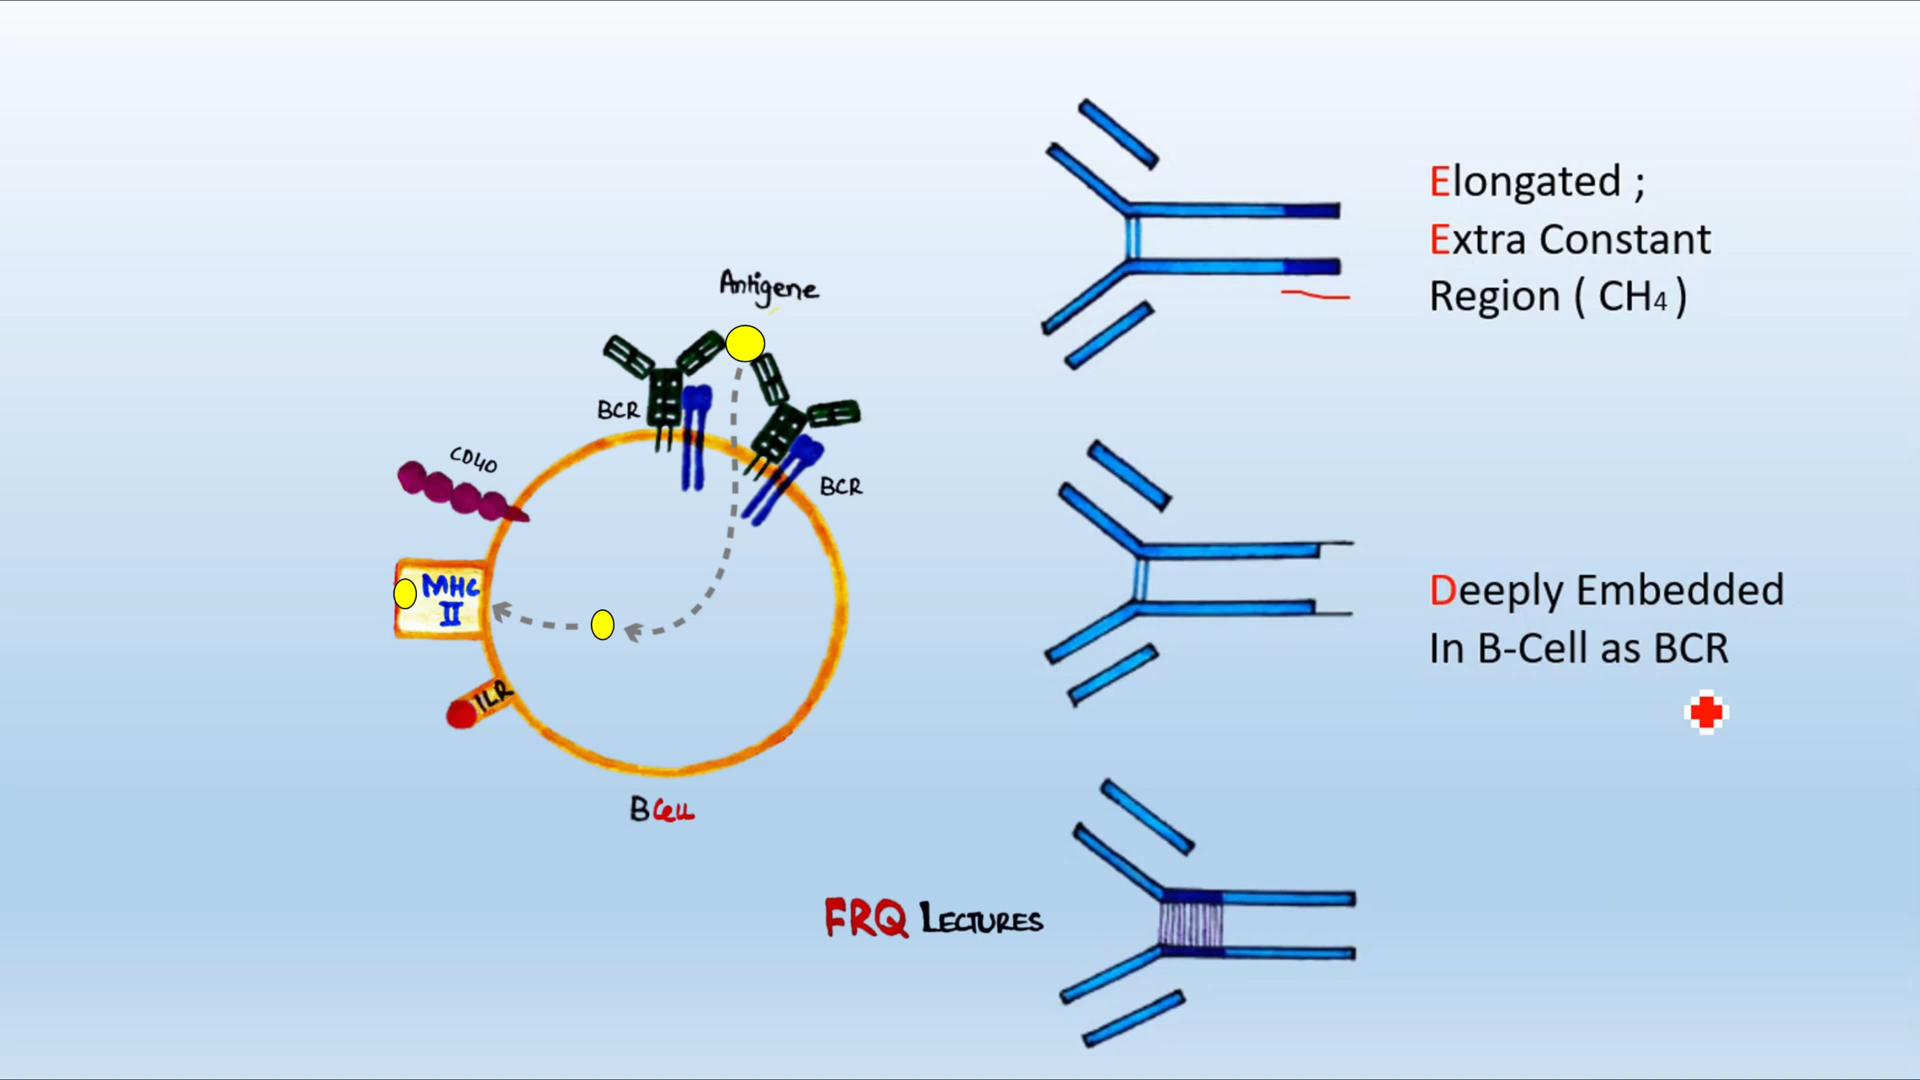 Antigene
BCR
BCR
CD40
MHC
II
ILR
B Cell
Elongated ;
Extra Constant
Region ( CH4 )
Deeply Embedded
In B-Cell as BCR
FRQ LECTURES